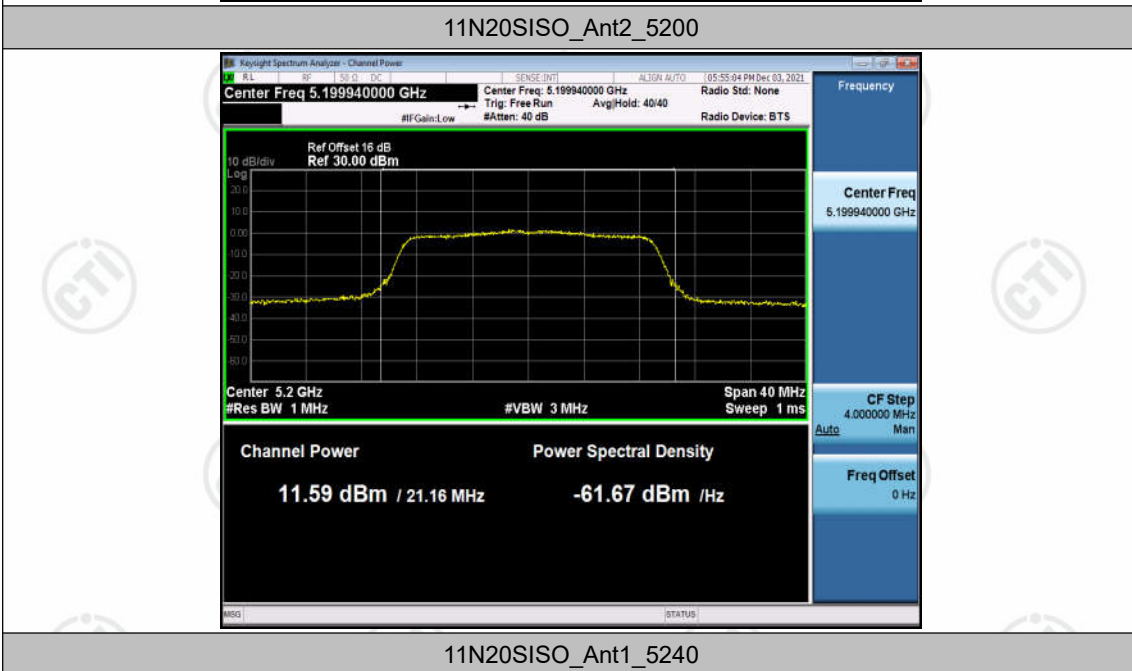 11N20SISO_Ant2_5200
Keysight Spectrum Analyzer - Channel Power
RL RF 50 Ω DC SENSE:INT ALIGN AUTO 05:55:04 PM Dec 03, 2021
Center Freq 5.199940000 GHz
Center Freq: 5.199940000 GHz
Radio Std: None
Trig: Free Run Avg|Hold: 40/40
#IFGain:Low #Atten: 40 dB Radio Device: BTS
Frequency
Ref Offset 16 dB
10 dB/div Ref 30.00 dBm
Log
20.0
10.0
0.00
-10.0
-20.0
-30.0
-40.0
-50.0
-60.0
Center 5.2 GHz Span 40 MHz
#Res BW 1 MHz #VBW 3 MHz Sweep 1 ms
Channel Power Power Spectral Density
11.59 dBm / 21.16 MHz -61.67 dBm /Hz
Center Freq
5.199940000 GHz
CF Step
4.000000 MHz
Auto Man
Freq Offset
0 Hz
MSG STATUS
CTI
CTI
11N20SISO_Ant1_5240